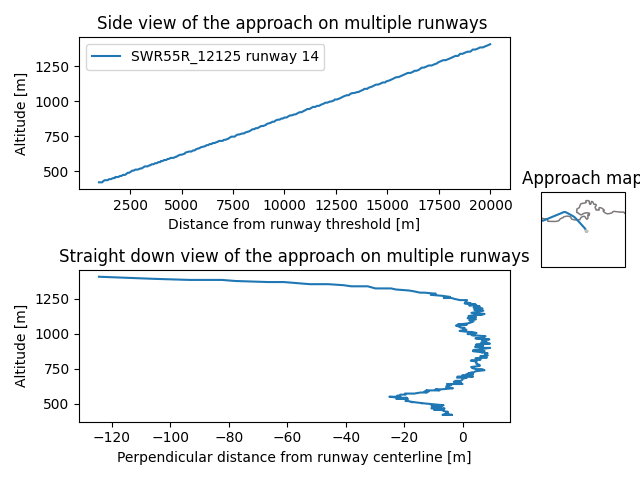 Side view of the approach on multiple runways
SWR55R_12125 runway 14
Altitude [m]
1250
1000
750
500
2500 5000 7500 10000 12500 15000 17500 20000
Distance from runway threshold [m]
Approach map
Straight down view of the approach on multiple runways
Altitude [m]
1250
1000
750
500
−120 −100 −80 −60 −40 −20 0
Perpendicular distance from runway centerline [m]